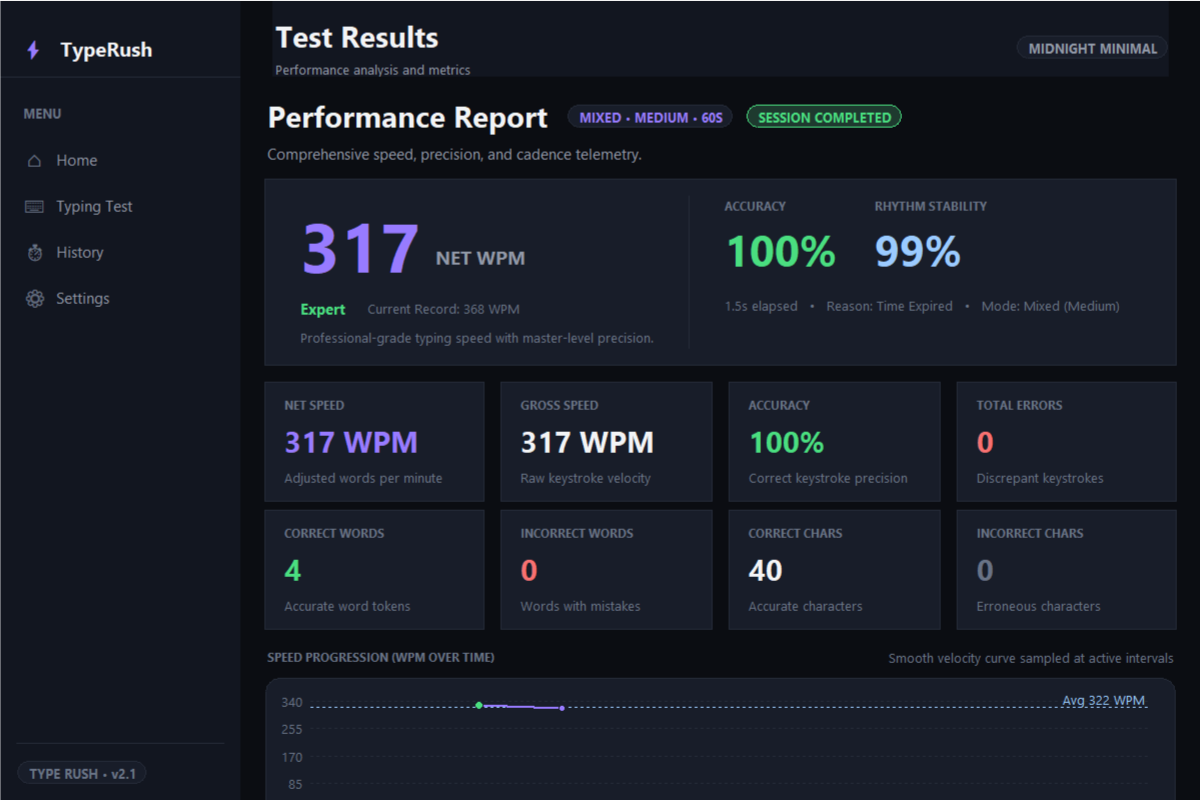 TypeRush
MENU
Home
Typing Test
History
Settings
TYPE RUSH • v2.1
Test Results
Performance analysis and metrics
MIDNIGHT MINIMAL
Performance Report
MIXED • MEDIUM • 60S
SESSION COMPLETED
Comprehensive speed, precision, and cadence telemetry.
317 NET WPM
Expert
Current Record: 368 WPM
Professional-grade typing speed with master-level precision.
ACCURACY
100%
RHYTHM STABILITY
99%
1.5s elapsed • Reason: Time Expired • Mode: Mixed (Medium)
NET SPEED
317 WPM
Adjusted words per minute
GROSS SPEED
317 WPM
Raw keystroke velocity
ACCURACY
100%
Correct keystroke precision
TOTAL ERRORS
0
Discrepant keystrokes
CORRECT WORDS
4
Accurate word tokens
INCORRECT WORDS
0
Words with mistakes
CORRECT CHARS
40
Accurate characters
INCORRECT CHARS
0
Erroneous characters
SPEED PROGRESSION (WPM OVER TIME)
Smooth velocity curve sampled at active intervals
340
Avg 322 WPM
255
170
85